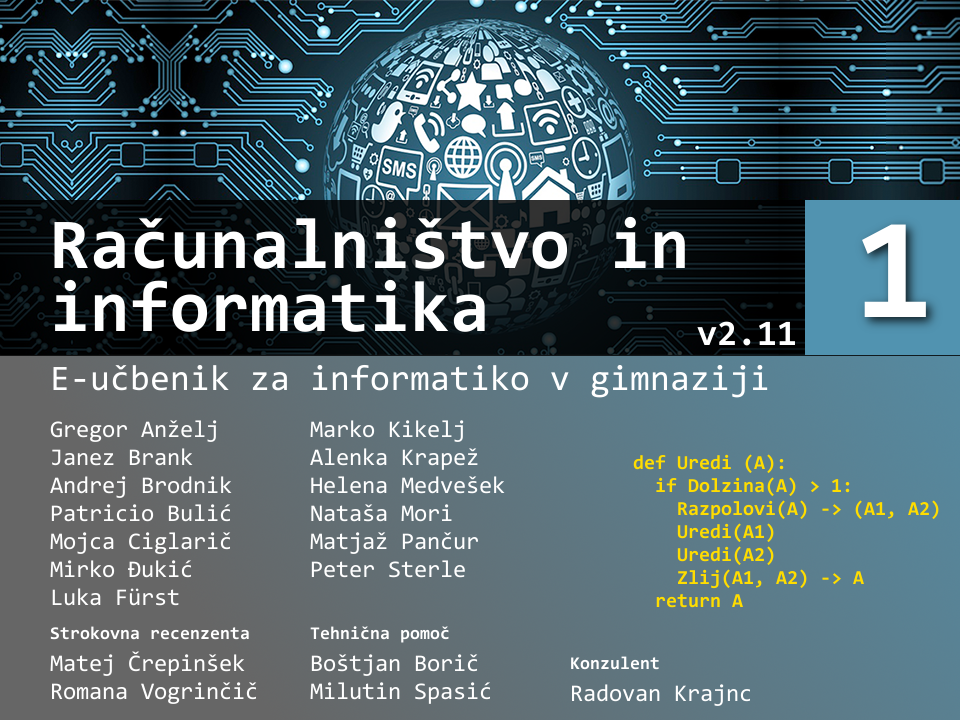 SMS
SMS
Računalništvo in
informatika
v2.11
1
E-učbenik za informatiko v gimnaziji
Gregor Anželj
Janez Brank
Andrej Brodnik
Patricio Bulić
Mojca Ciglarič
Mirko Đukić
Luka Fürst
Marko Kikelj
Alenka Krapež
Helena Medvešek
Nataša Mori
Matjaž Pančur
Peter Sterle
def Uredi (A):
if Dolzina(A) > 1:
Razpolovi(A) -> (A1, A2)
Uredi(A1)
Uredi(A2)
Zlij(A1, A2) -> A
return A
Strokovna recenzenta
Matej Črepinšek
Romana Vogrinčič
Tehnična pomoč
Boštjan Borič
Milutin Spasić
Konzulent
Radovan Krajnc